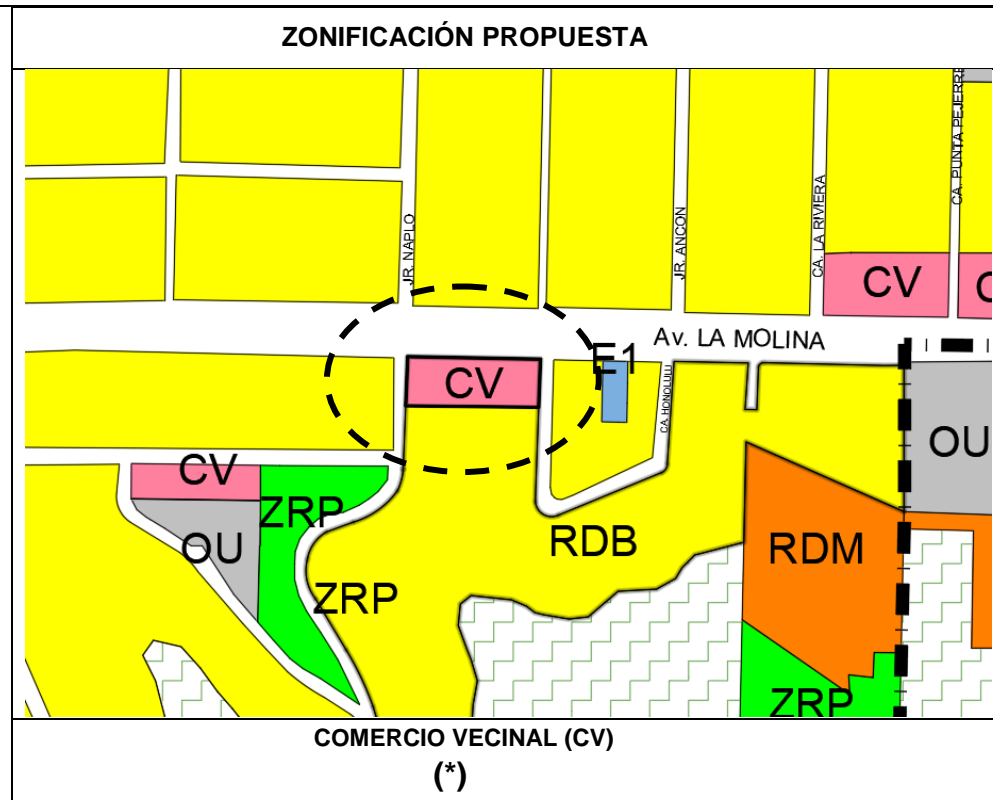 ZONIFICACIÓN PROPUESTA
CA. PUNTA PEJERRE
JR. NAPLO
JR. ANCON
CA. LA RIVIERA
CV
C
Av. LA MOLINA
E1
CV
CA. HONOLULU
OU
CV
ZRP
OU
RDB
RDM
ZRP
ZRP
COMERCIO VECINAL (CV)
(*)